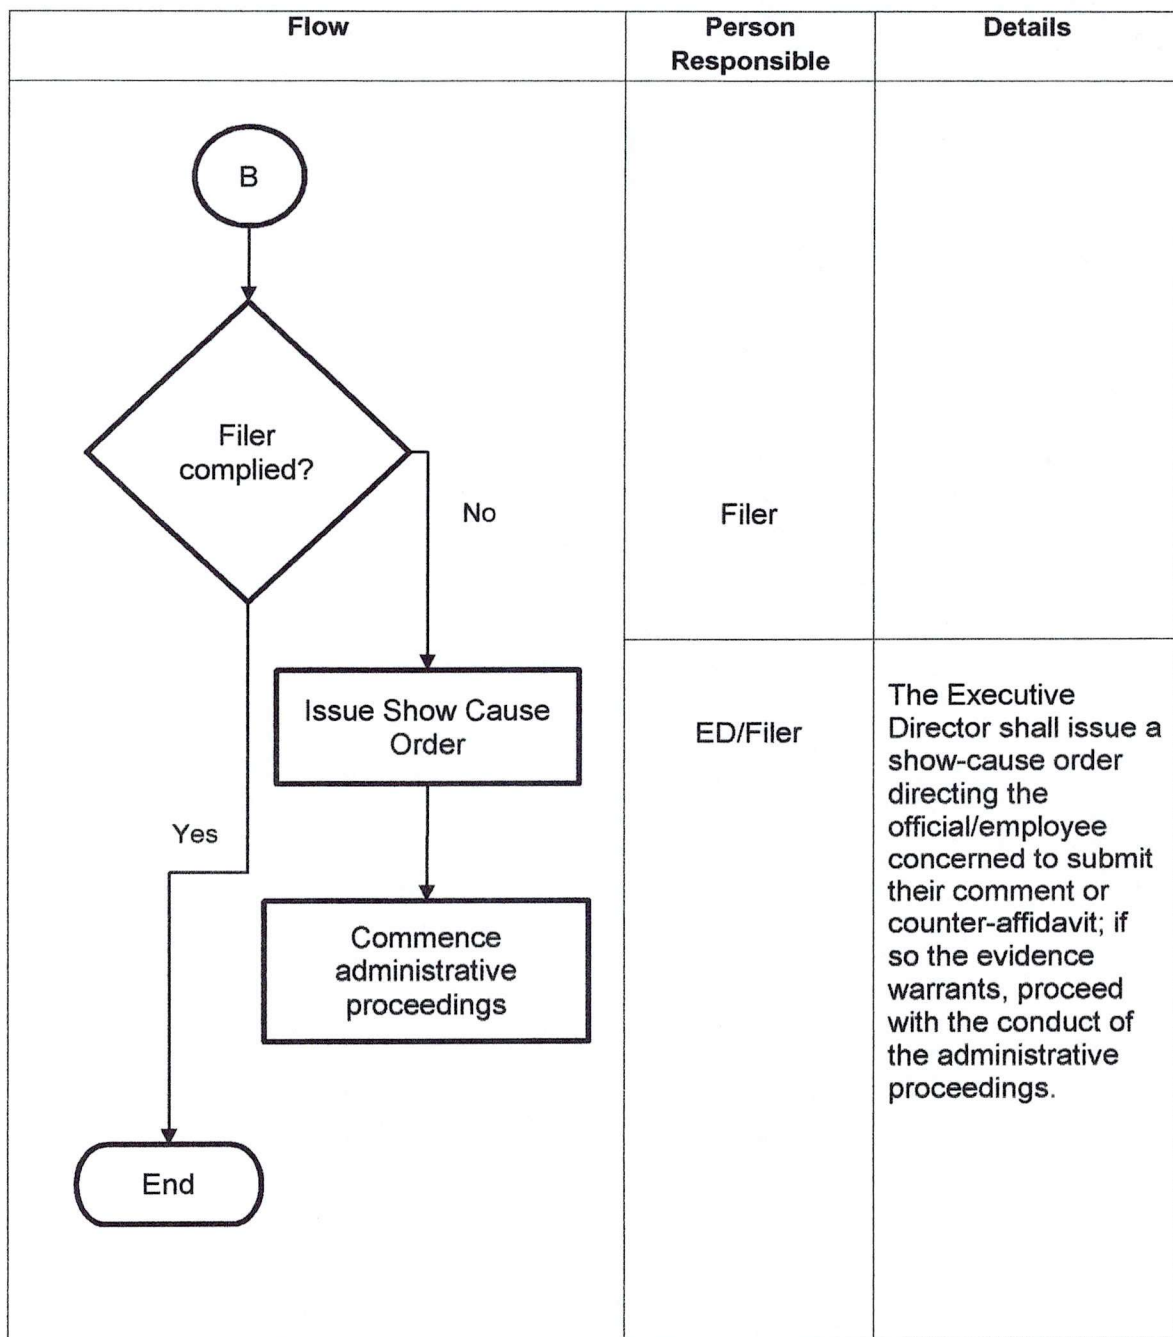 Flow
Person
Responsible
Details
B
Filer
complied?
No
Filer
Issue Show Cause
Order
ED/Filer
The Executive
Director shall issue a
show-cause order
directing the
official/employee
concerned to submit
their comment or
counter-affidavit; if
so the evidence
warrants, proceed
with the conduct of
the administrative
proceedings.
Yes
Commence
administrative
proceedings
End